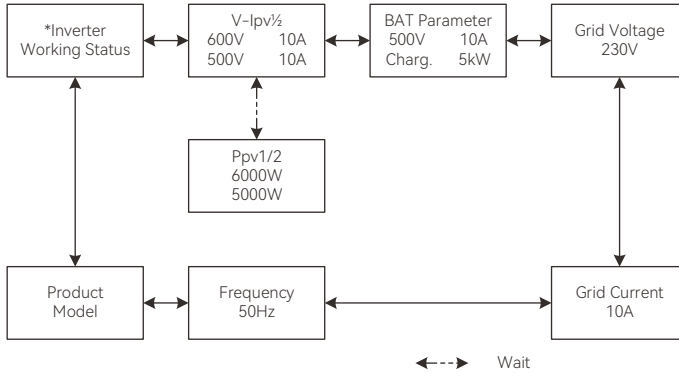 *Inverter
Working Status
V-Ipv½
600V 10A
500V 10A
BAT Parameter
500V 10A
Charg. 5kW
Grid Voltage
230V
Ppv1/2
6000W
5000W
Product
Model
Frequency
50Hz
Grid Current
10A
Wait